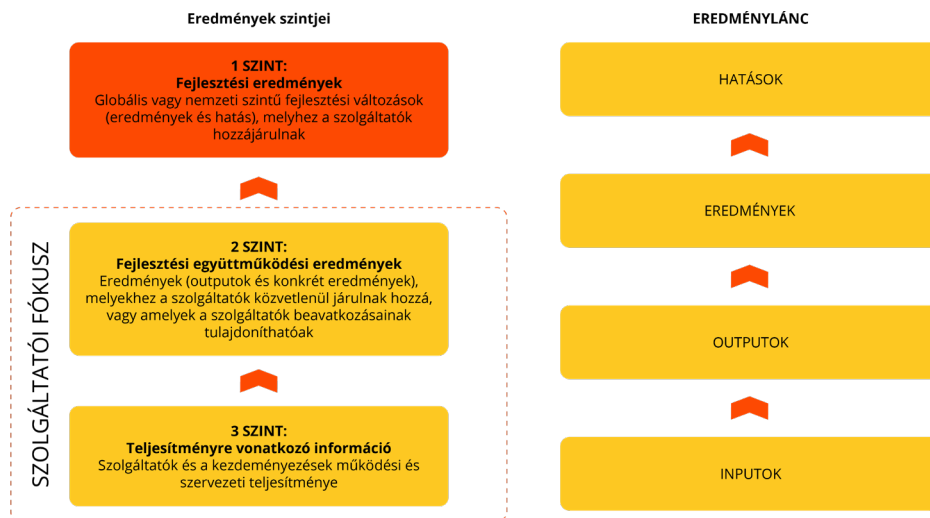 Eredmények szintjei
1 SZINT:
Fejlesztési eredmények
Globális vagy nemzeti szintű fejlesztési változások
(eredmények és hatás), melyhez a szolgáltatók
hozzájárulnak
SZOLGÁLTATÓI FÓKUSZ
2 SZINT:
Fejlesztési együttműködési eredmények
Eredmények (outputok és konkrét eredmények),
melyekhez a szolgáltatók közvetlenül járulnak hozzá,
vagy amelyek a szolgáltatók beavatkozásainak
tulajdoníthatóak
3 SZINT:
Teljesítményre vonatkozó információ
Szolgáltatók és a kezdeményezések működési és
szervezeti teljesítménye
EREDMÉNYLÁNC
HATÁSOK
EREDMÉNYEK
OUTPUTOK
INPUTOK